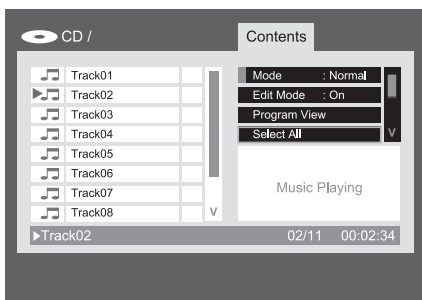 CD /
Contents
Track01
Track02
Track03
Track04
Track05
Track06
Track07
Track08
V
Mode : Normal
Edit Mode : On
Program View
Select All
V
Music Playing
Track02 02/11 00:02:34